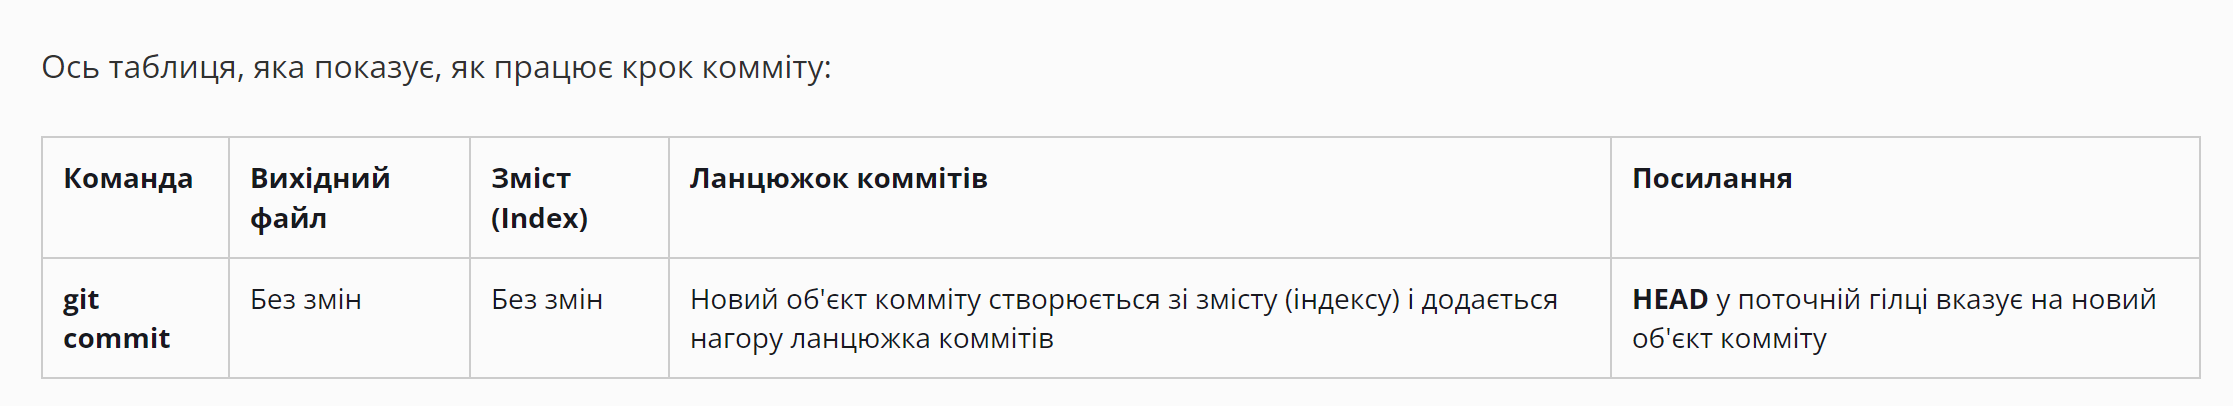 Ось таблиця, яка показує, як працює крок комміту:
Команда
Вихідний
файл
Зміст
(Index)
Ланцюжок коммітів
Посилання
git
commit
Без змін
Без змін
Новий об'єкт комміту створюється зі змісту (індексу) і додається
нагору ланцюжка коммітів
HEAD у поточній гілці вказує на новий
об'єкт комміту